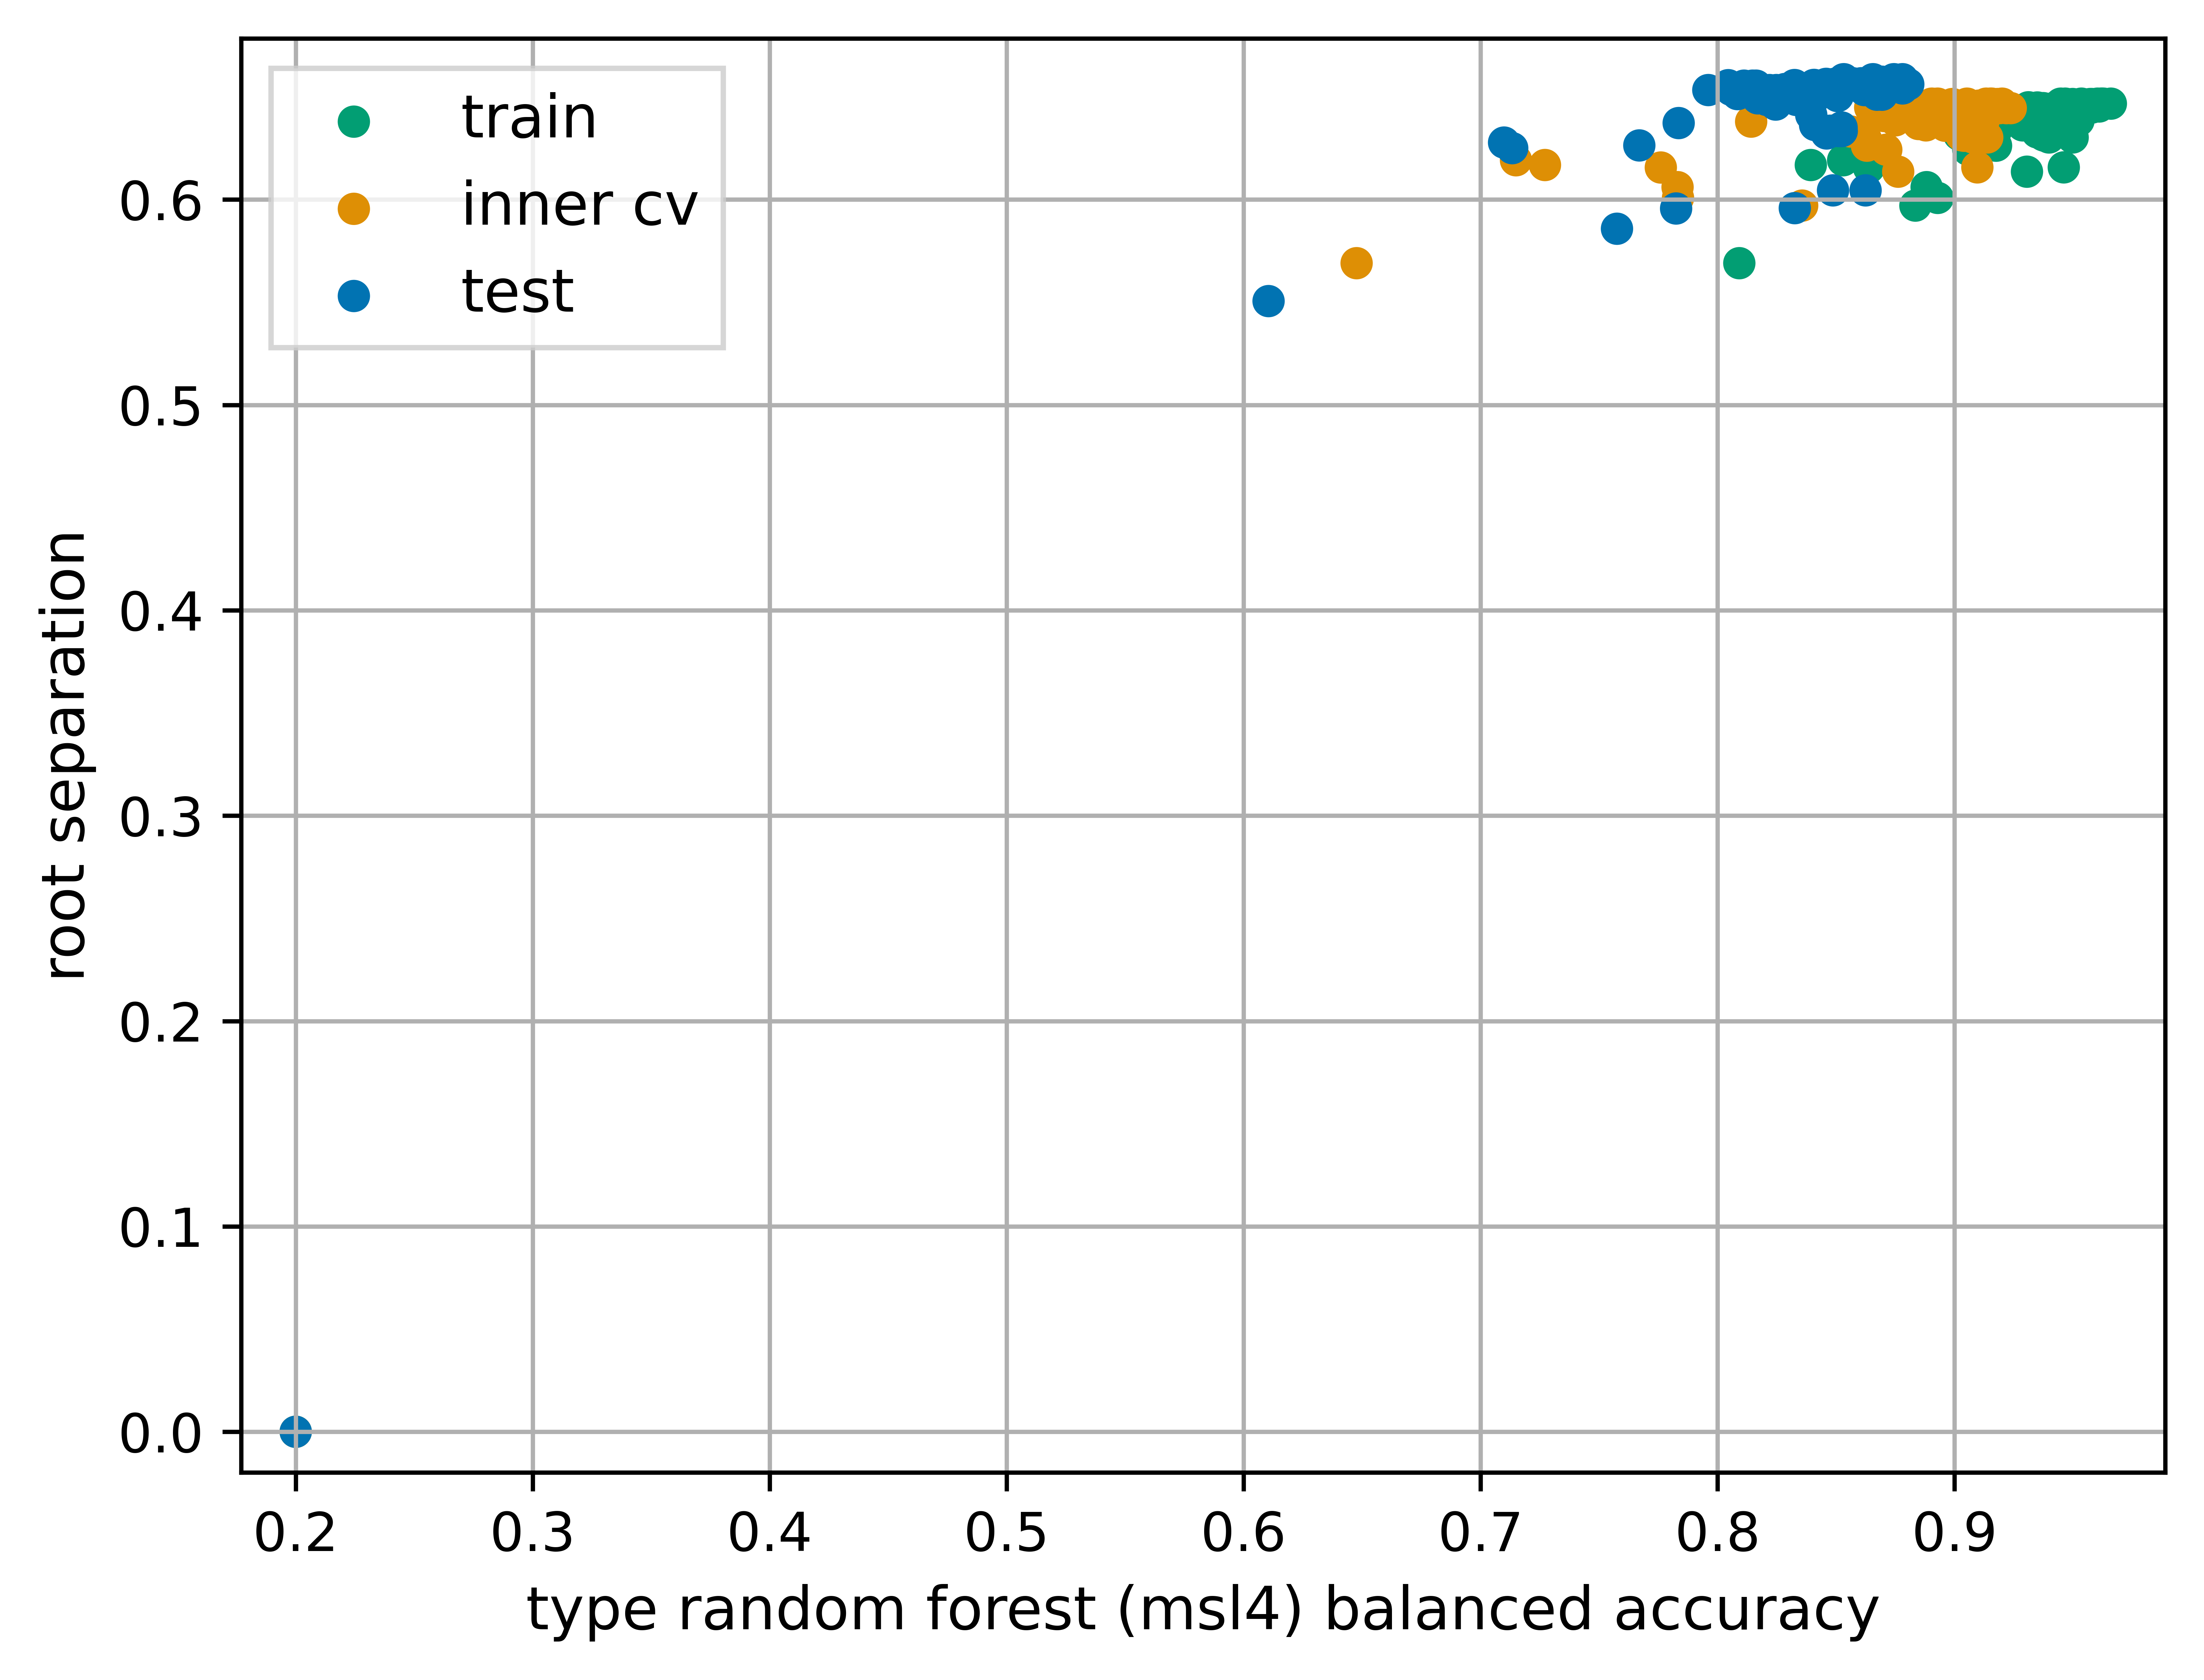 train
inner cv
test
0.6
0.5
0.4
0.3
0.2
0.1
0.0
root separation
0.2 0.3 0.4 0.5 0.6 0.7 0.8 0.9
type random forest (msl4) balanced accuracy